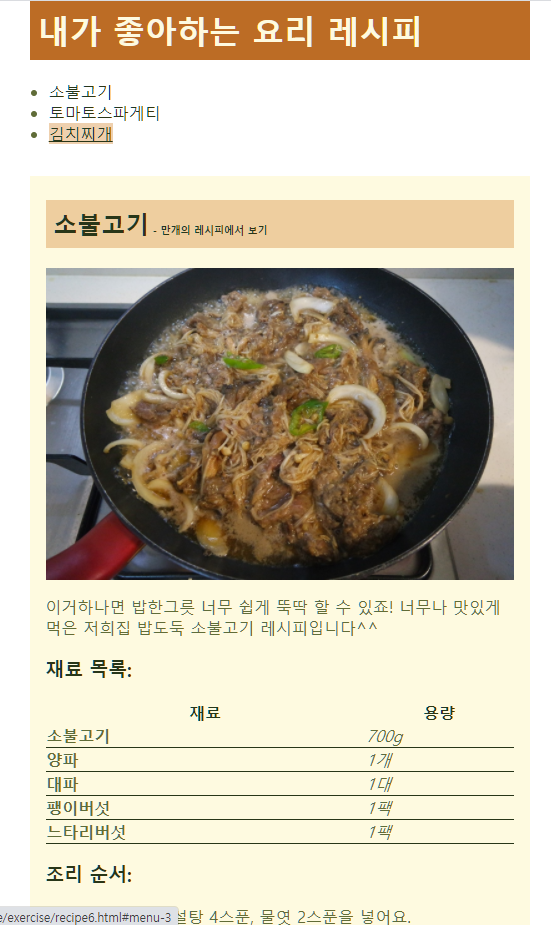 내가 좋아하는 요리 레시피
소불고기
토마토스파게티
김치찌개
소불고기 - 만개의 레시피에서 보기
이거하나면 밥한그릇 너무 쉽게 뚝딱 할 수 있죠! 너무나 맛있게
먹은 저희집 밥도둑 소불고기 레시피입니다^^
재료 목록:
재료 용량
소불고기 700g
양파 1개
대파 1대
팽이버섯 1팩
느타리버섯 1팩
조리 순서:
설탕 4스푼, 물엿 2스푼을 넣어요.
e/exercise/recipe6.html#menu-3